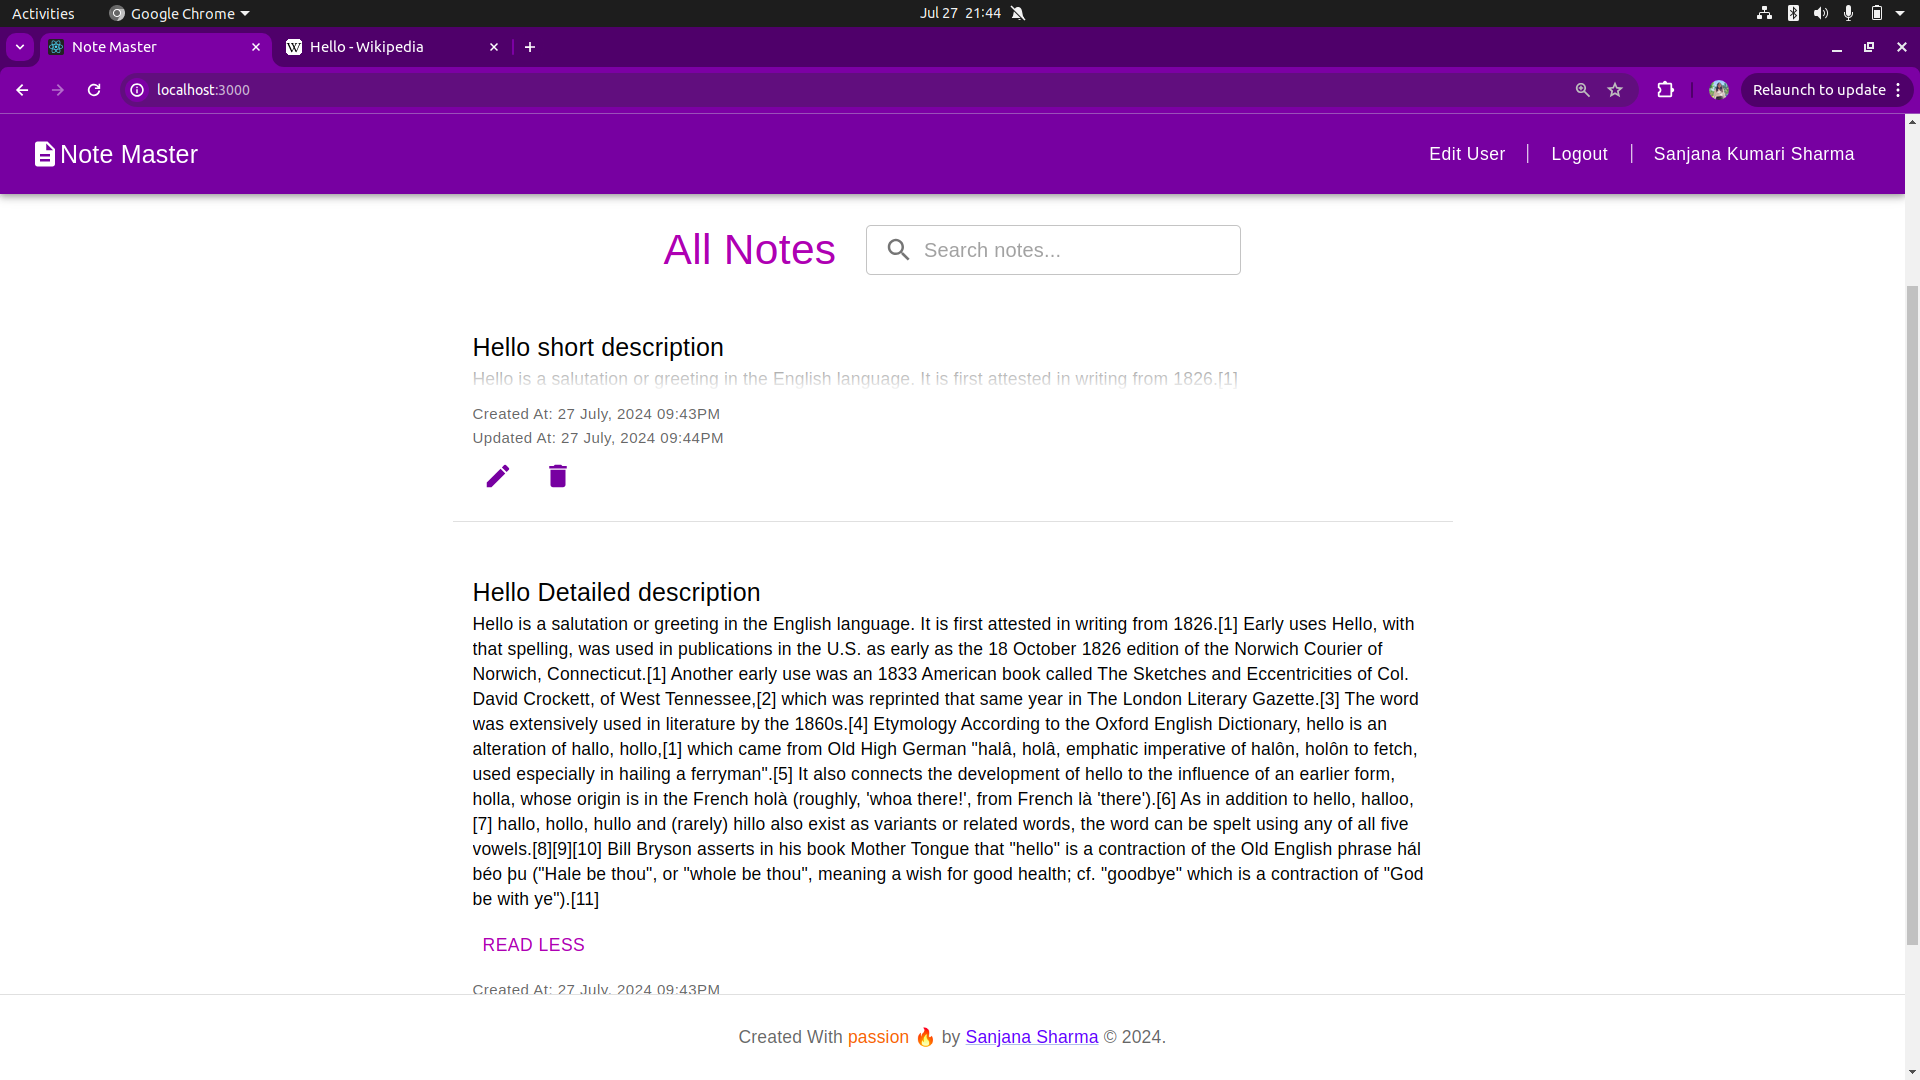 Activities
Google Chrome
Jul 27 21:44
Note Master
Hello - Wikipedia
localhost:3000
Relaunch to update
Note Master
Edit User
Logout
Sanjana Kumari Sharma
All Notes
Search notes...
Hello short description
Hello is a salutation or greeting in the English language. It is first attested in writing from 1826.[1]
Created At: 27 July, 2024 09:43PM
Updated At: 27 July, 2024 09:44PM
Hello Detailed description
Hello is a salutation or greeting in the English language. It is first attested in writing from 1826.[1] Early uses Hello, with
that spelling, was used in publications in the U.S. as early as the 18 October 1826 edition of the Norwich Courier of
Norwich, Connecticut.[1] Another early use was an 1833 American book called The Sketches and Eccentricities of Col.
David Crockett, of West Tennessee,[2] which was reprinted that same year in The London Literary Gazette.[3] The word
was extensively used in literature by the 1860s.[4] Etymology According to the Oxford English Dictionary, hello is an
alteration of hallo, hollo,[1] which came from Old High German "halâ, holâ, emphatic imperative of halôn, holôn to fetch,
used especially in hailing a ferryman".[5] It also connects the development of hello to the influence of an earlier form,
holla, whose origin is in the French holà (roughly, 'whoa there!', from French là 'there').[6] As in addition to hello, halloo,
[7] hallo, hollo, hullo and (rarely) hillo also exist as variants or related words, the word can be spelt using any of all five
vowels.[8][9][10] Bill Bryson asserts in his book Mother Tongue that "hello" is a contraction of the Old English phrase hál
béo þu ("Hale be thou", or "whole be thou", meaning a wish for good health; cf. "goodbye" which is a contraction of "God
be with ye").[11]
READ LESS
Created At: 27 July, 2024 09:43PM
Created With passion 🔥 by Sanjana Sharma © 2024.